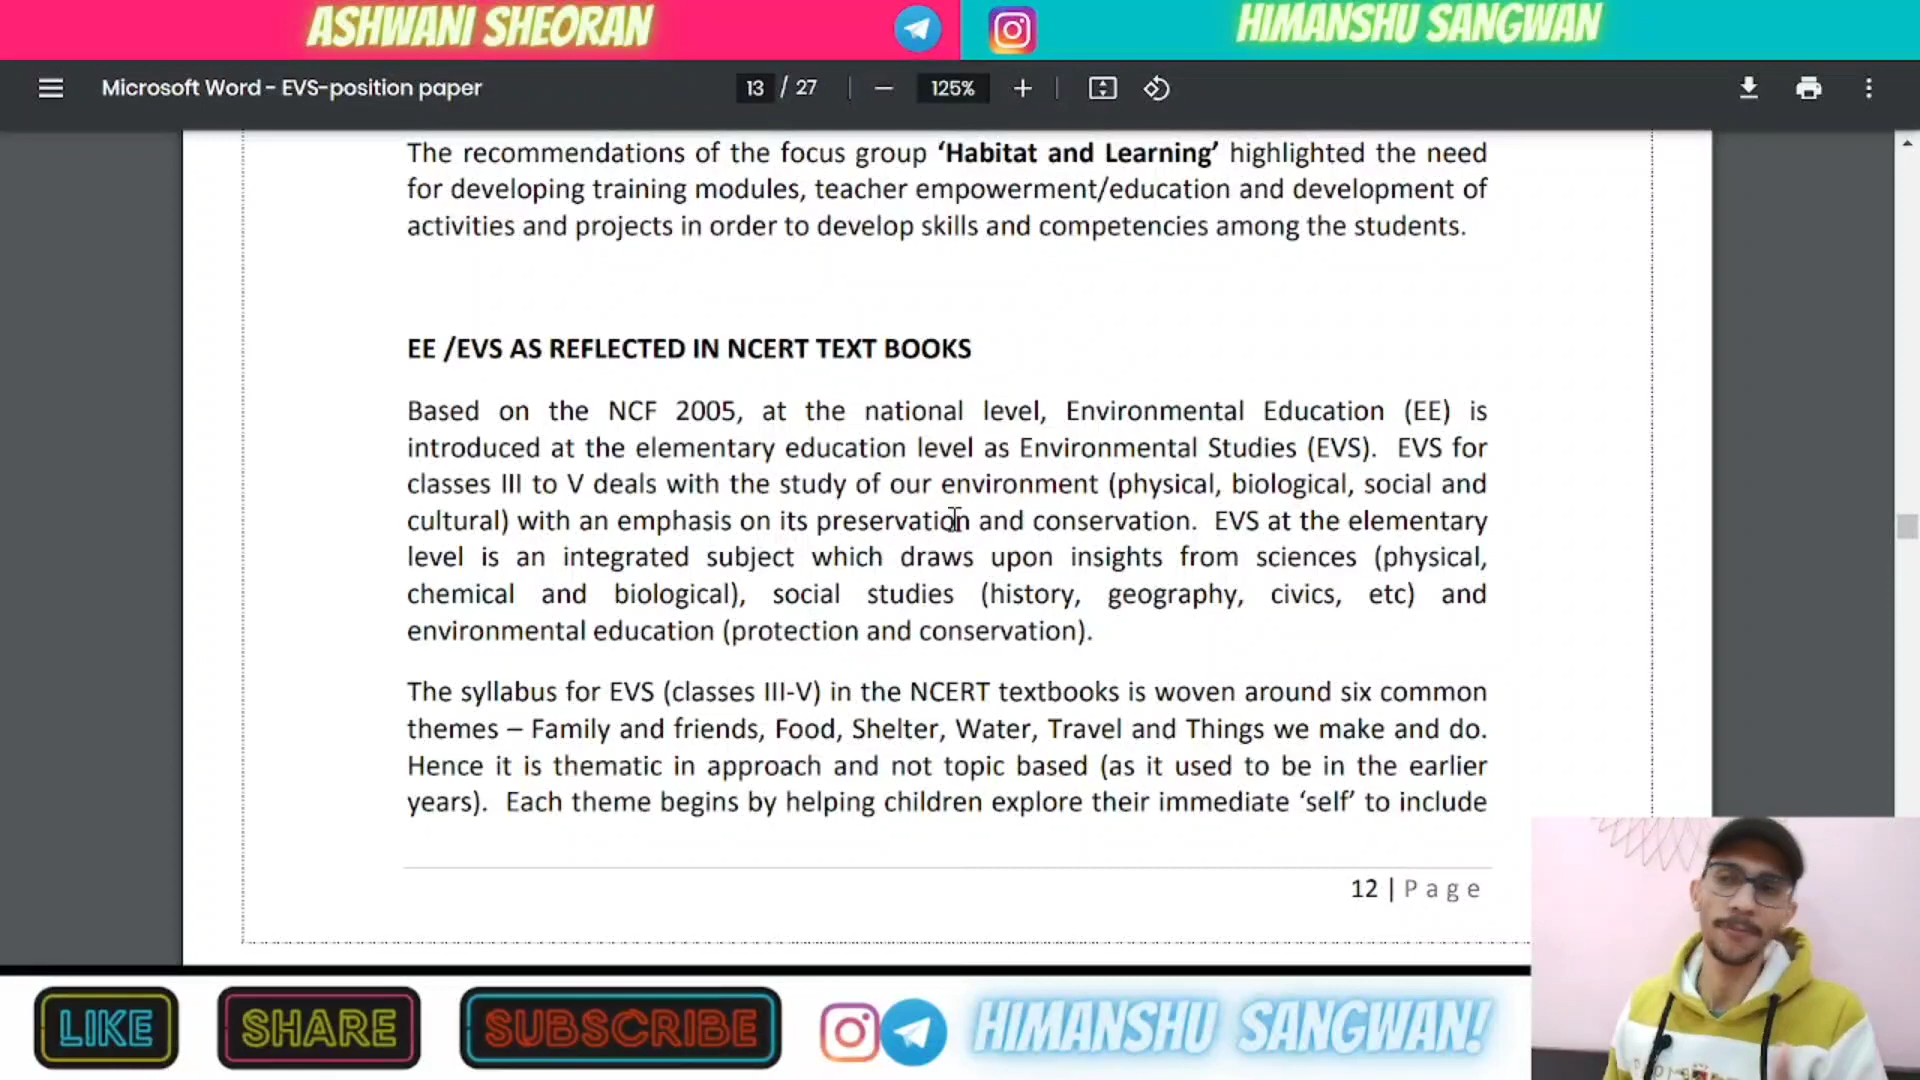 ASHWANI SHEORAN
HIMANSHU SANGWAN
Microsoft Word - EVS-position paper
13 / 27
125%
The recommendations of the focus group ‘Habitat and Learning’ highlighted the need
for developing training modules, teacher empowerment/education and development of
activities and projects in order to develop skills and competencies among the students.
EE /EVS AS REFLECTED IN NCERT TEXT BOOKS
Based on the NCF 2005, at the national level, Environmental Education (EE) is
introduced at the elementary education level as Environmental Studies (EVS). EVS for
classes III to V deals with the study of our environment (physical, biological, social and
cultural) with an emphasis on its preservation and conservation. EVS at the elementary
level is an integrated subject which draws upon insights from sciences (physical,
chemical and biological), social studies (history, geography, civics, etc) and
environmental education (protection and conservation).
The syllabus for EVS (classes III-V) in the NCERT textbooks is woven around six common
themes – Family and friends, Food, Shelter, Water, Travel and Things we make and do.
Hence it is thematic in approach and not topic based (as it used to be in the earlier
years). Each theme begins by helping children explore their immediate ‘self’ to include
12 | Page
LIKE
SHARE
SUBSCRIBE
HIMANSHU SANGWAN!